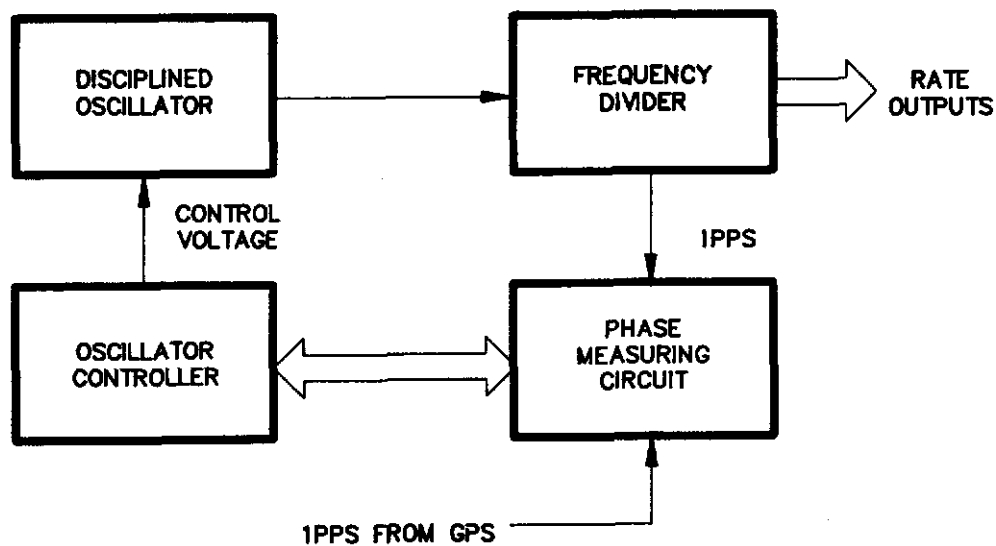 DISCIPLINED
OSCILLATOR
FREQUENCY
DIVIDER
RATE
OUTPUTS
CONTROL
VOLTAGE
1PPS
OSCILLATOR
CONTROLLER
PHASE
MEASURING
CIRCUIT
1PPS FROM GPS